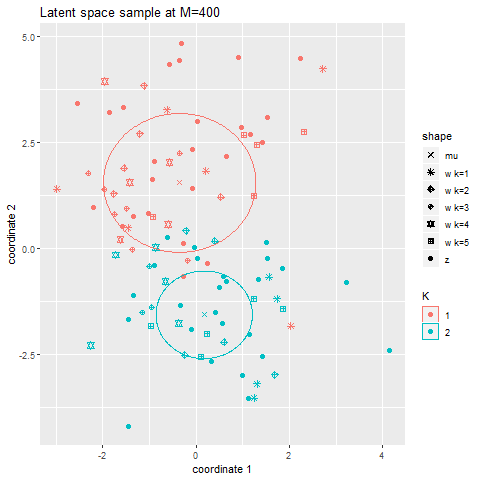 Latent space sample at M=400
5.0
2.5
0.0
-2.5
coordinate 2
-2
0
2
4
coordinate 1
shape
mu
w k=1
w k=2
w k=3
w k=4
w k=5
z
K
1
2